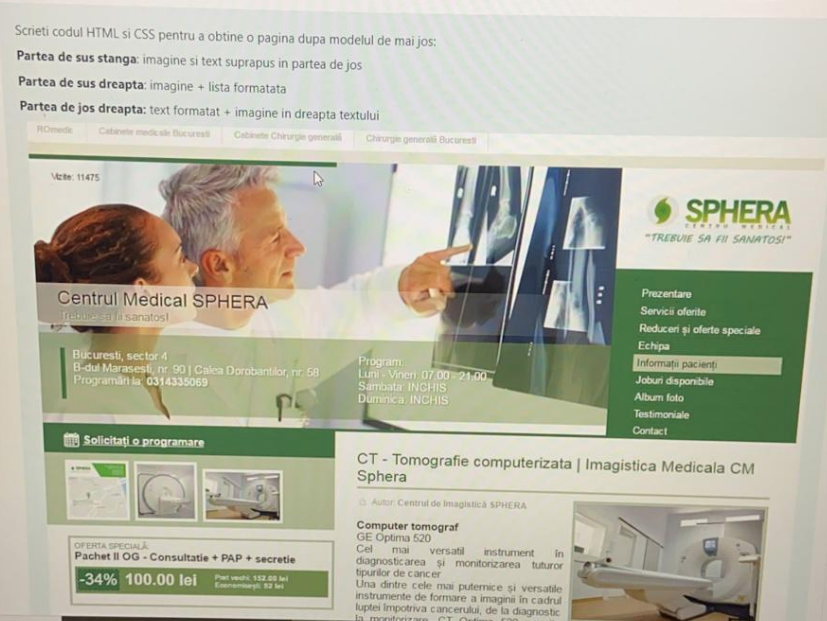 Scrieti codul HTML si CSS pentru a obtine o pagina dupa modelul de mai jos:
Partea de sus stanga: imagine si text suprapus in partea de jos
Partea de sus dreapta: imagine + lista formatata
Partea de jos dreapta: text formatat + imagine in dreapta textului
ROmedic Cabinete medicale Bucuresti Cabinete Chirurgie generală Chirurgie generală Bucuresti
Vizite: 11475
SPHERA
CENTRUL MEDICAL
"TREBUIE SA FII SANATOS!"
Centrul Medical SPHERA
Trebuie sa fii sanatos!
Bucuresti, sector 4
B-dul Marasesti, nr. 90 | Calea Dorobantilor, nr. 58
Programări la: 0314335069
Program:
Luni - Vineri: 07.00 - 21.00
Sambata: INCHIS
Duminica: INCHIS
Prezentare
Servicii oferite
Reduceri și oferte speciale
Echipa
Informații pacienți
Joburi disponibile
Album foto
Testimoniale
Contact
Solicitați o programare
SPHERA
OFERTA SPECIALĂ:
Pachet II OG - Consultatie + PAP + secretie
-34% 100.00 lei
Pret vechi: 152.00 lei
Economisești: 52 lei
CT - Tomografie computerizata | Imagistica Medicala CM
Sphera
Autor: Centrul de Imagistică SPHERA
Computer tomograf
GE Optima 520
Cel mai versatil instrument în
diagnosticarea și monitorizarea tuturor
tipurilor de cancer
Una dintre cele mai puternice și versatile
instrumente de formare a imaginii în cadrul
luptei împotriva cancerului, de la diagnostic
la monitorizare, CT Optima 520